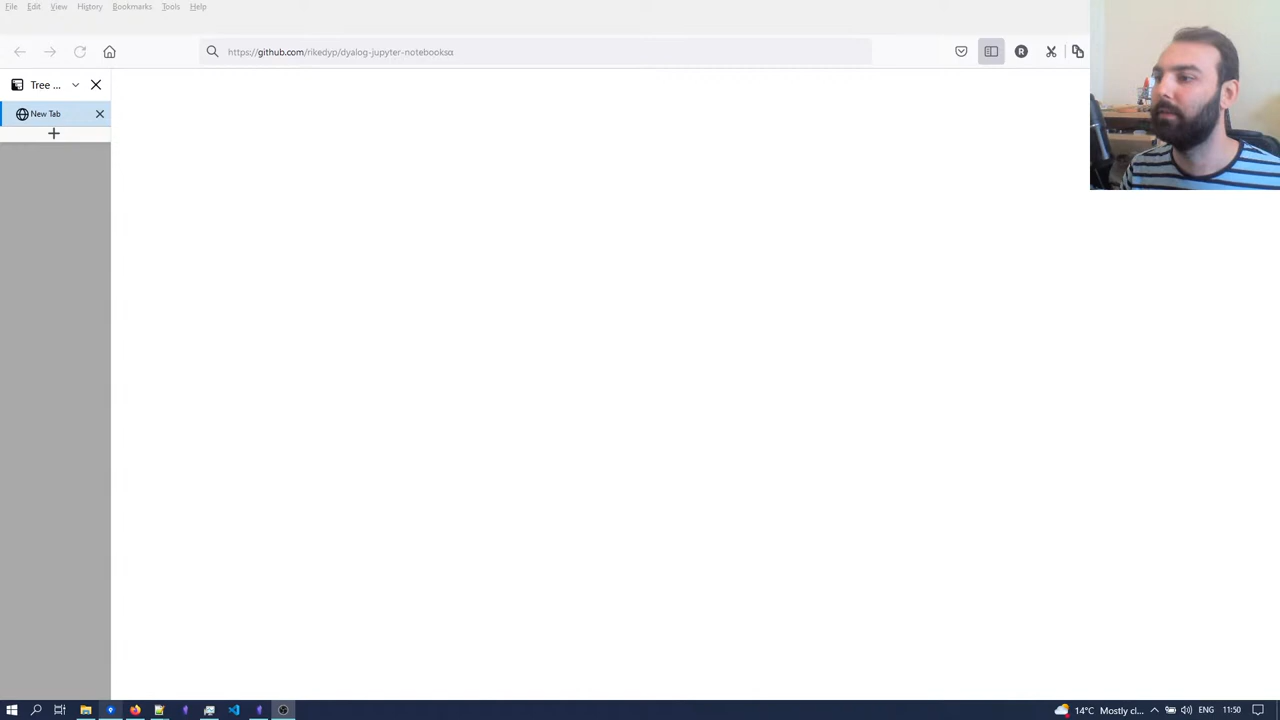 File Edit View History Bookmarks Tools Help
https://github.com/rikedyp/dyalog-jupyter-notebooksα
R
Tree ...
New Tab
14°C Mostly cl... ENG 11:50